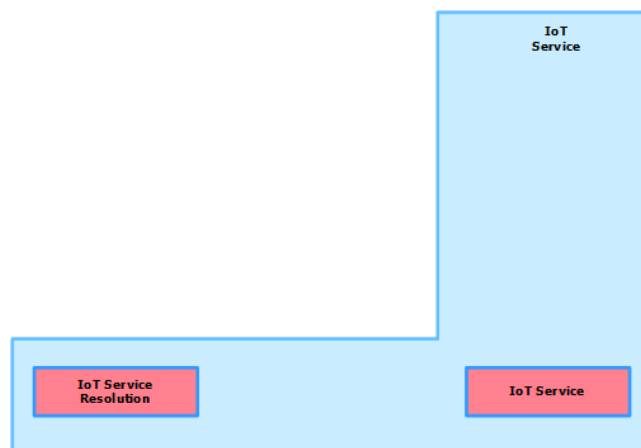 IoT
Service
IoT Service
Resolution
IoT Service